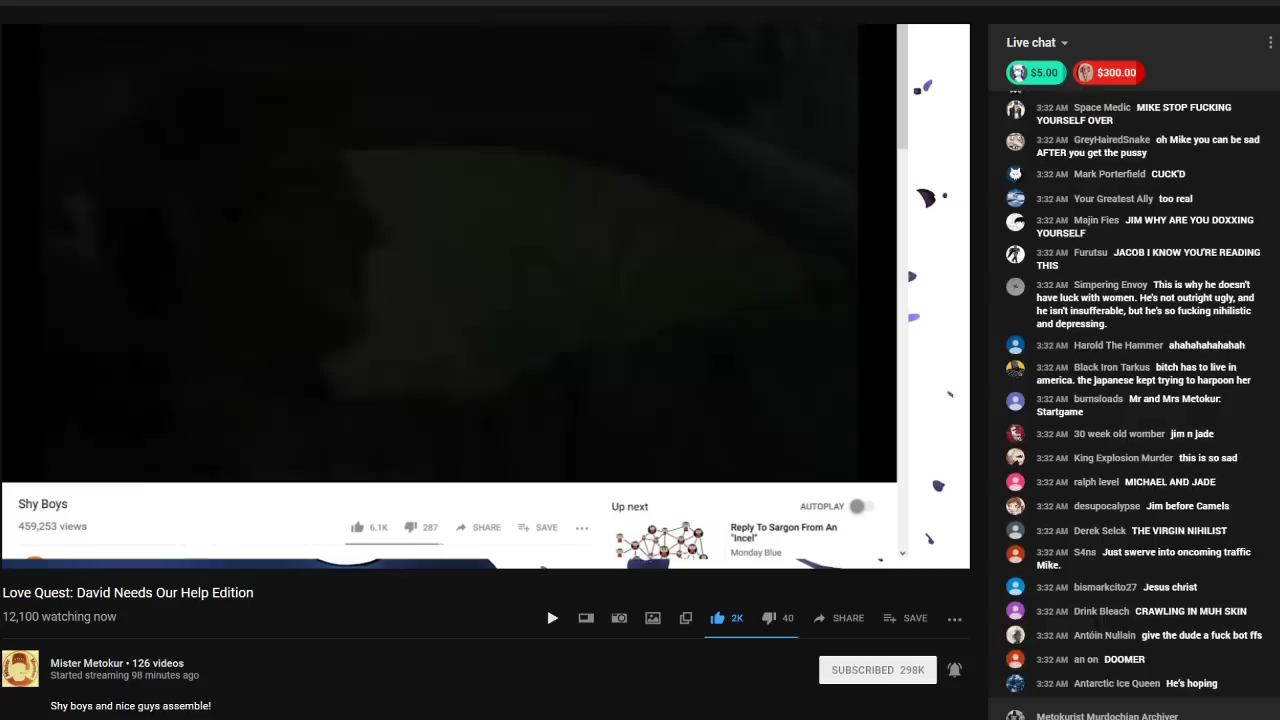 Live chat
$5.00 $300.00
3:32 AM Space Medic MIKE STOP FUCKING
YOURSELF OVER
3:32 AM GreyHairedSnake oh Mike you can be sad
AFTER you get the pussy
3:32 AM Mark Porterfield CUCK'D
3:32 AM Your Greatest Ally too real
3:32 AM Majin Fies JIM WHY ARE YOU DOXXING
YOURSELF
3:32 AM Furutsu JACOB I KNOW YOU'RE READING
THIS
3:32 AM Simpering Envoy This is why he doesn't
have luck with women. He's not outright ugly, and
he isn't insufferable, but he's so fucking nihilistic
and depressing.
3:32 AM Harold The Hammer ahahahahahahah
3:32 AM Black Iron Tarkus bitch has to live in
america. the japanese kept trying to harpoon her
3:32 AM burnsloads Mr and Mrs Metokur:
Startgame
3:32 AM 30 week old womber jim n jade
3:32 AM King Explosion Murder this is so sad
3:32 AM ralph level MICHAEL AND JADE
3:32 AM desupocalypse Jim before Camels
3:32 AM Derek Selck THE VIRGIN NIHILIST
3:32 AM S4ns Just swerve into oncoming traffic
Mike.
3:32 AM bismarkcito27 Jesus christ
3:32 AM Drink Bleach CRAWLING IN MUH SKIN
3:32 AM Antóin Nullain give the dude a fuck bot ffs
3:32 AM an on DOOMER
3:32 AM Antarctic Ice Queen He's hoping
Metokurist Murdochian Archiver
Shy Boys
459,253 views
6.1K 287 SHARE SAVE
Up next AUTOPLAY
Reply To Sargon From An
"Incel"
Monday Blue
Love Quest: David Needs Our Help Edition
12,100 watching now
2K 40 SHARE SAVE
Mister Metokur • 126 videos
Started streaming 98 minutes ago
SUBSCRIBED 298K
Shy boys and nice guys assemble!